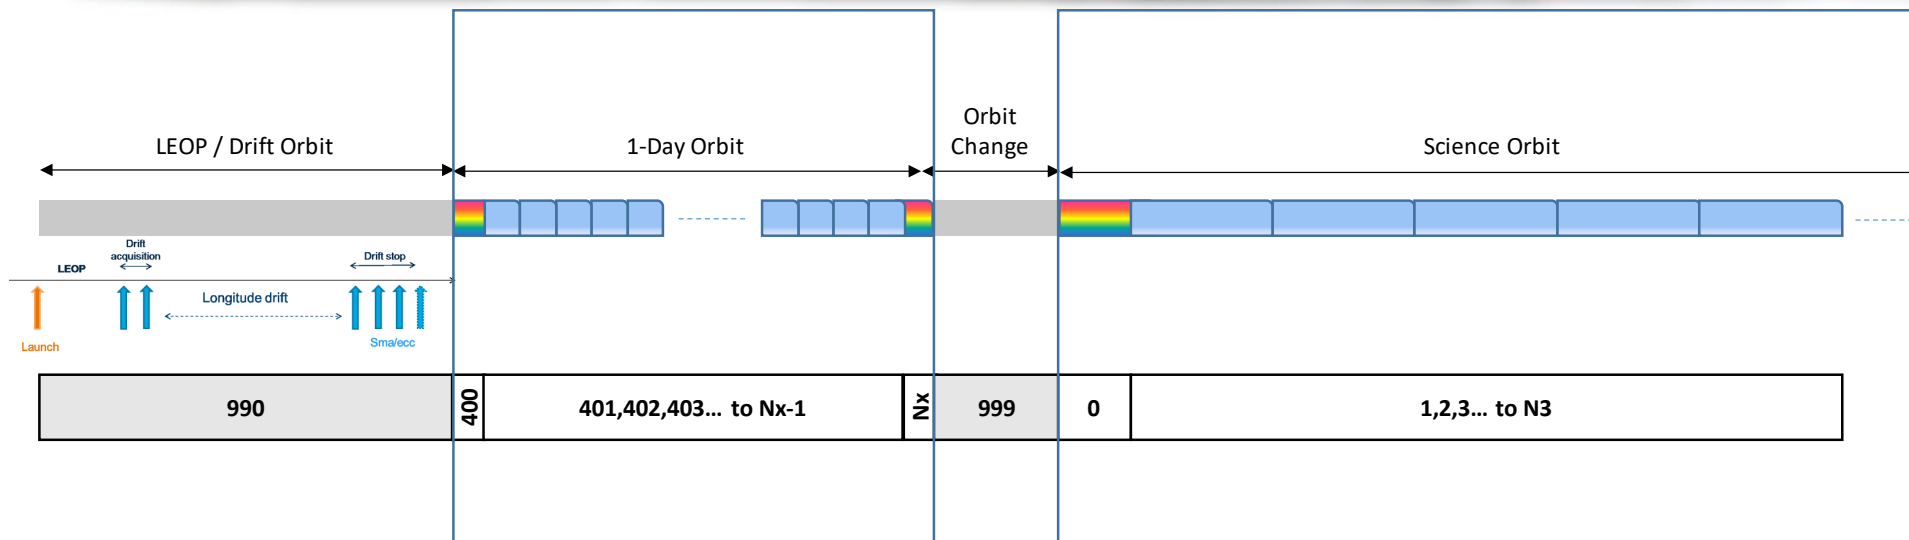 LEOP / Drift Orbit
1-Day Orbit
Orbit
Change
Science Orbit
Drift
acquisition
LEOP
Drift stop
Longitude drift
Launch
Sma/ecc
990
400
401,402,403... to Nx-1
Nx
999
0
1,2,3... to N3